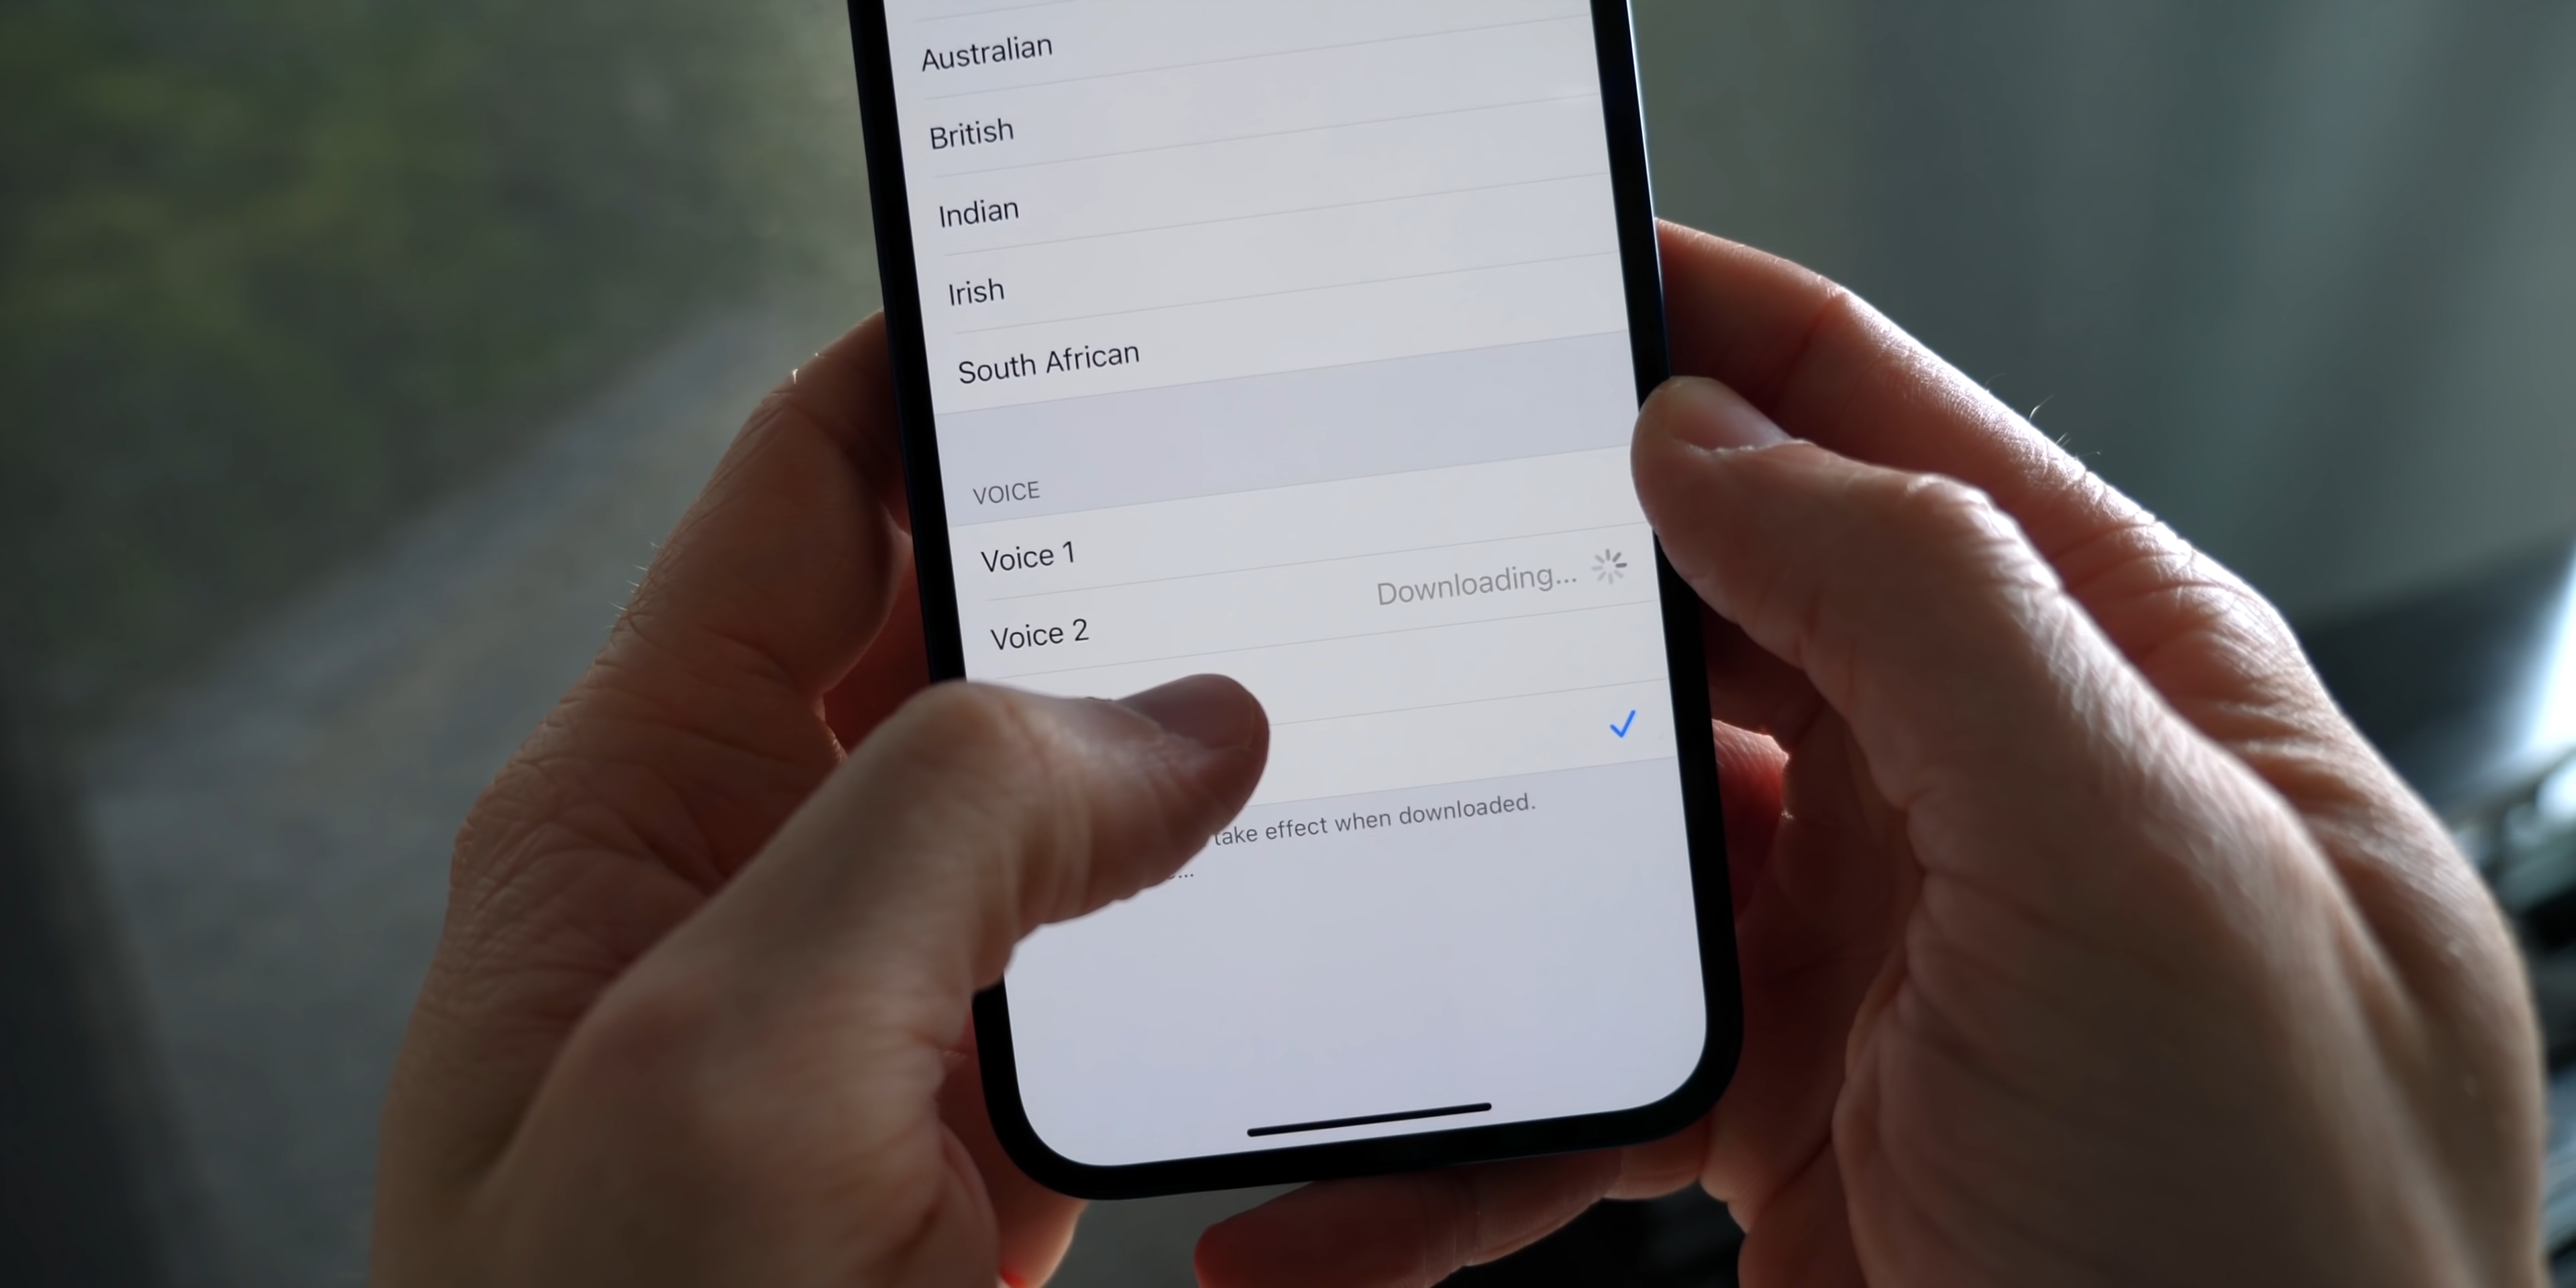 Australian
British
Indian
Irish
South African
VOICE
Voice 1
Downloading...
Voice 2
take effect when downloaded.
...